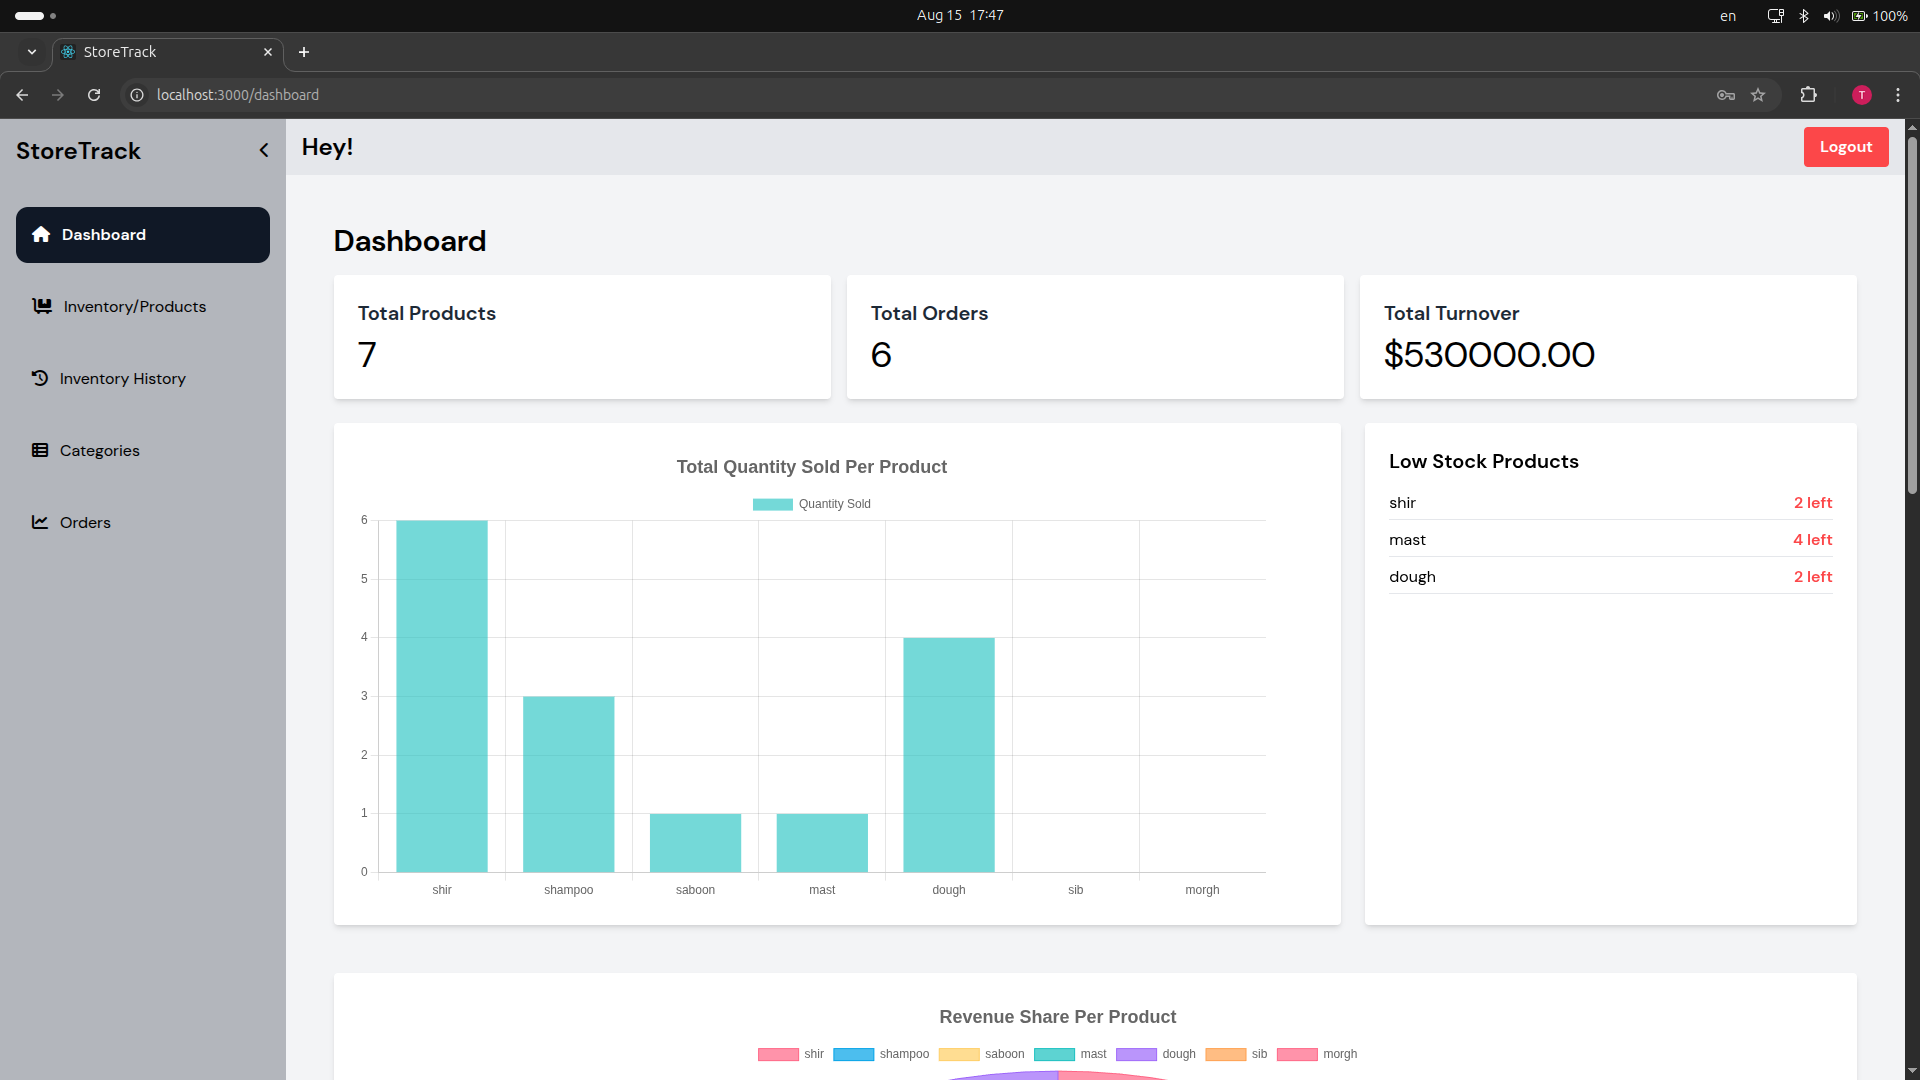 Aug 15 17:47
en
100%
StoreTrack
localhost:3000/dashboard
T
StoreTrack
Hey!
Logout
Dashboard
Inventory/Products
Inventory History
Categories
Orders
Dashboard
Total Products
7
Total Orders
6
Total Turnover
$530000.00
Total Quantity Sold Per Product
Quantity Sold
6
5
4
3
2
1
0
shir shampoo saboon mast dough sib morgh
Low Stock Products
shir 2 left
mast 4 left
dough 2 left
Revenue Share Per Product
shir shampoo saboon mast dough sib morgh